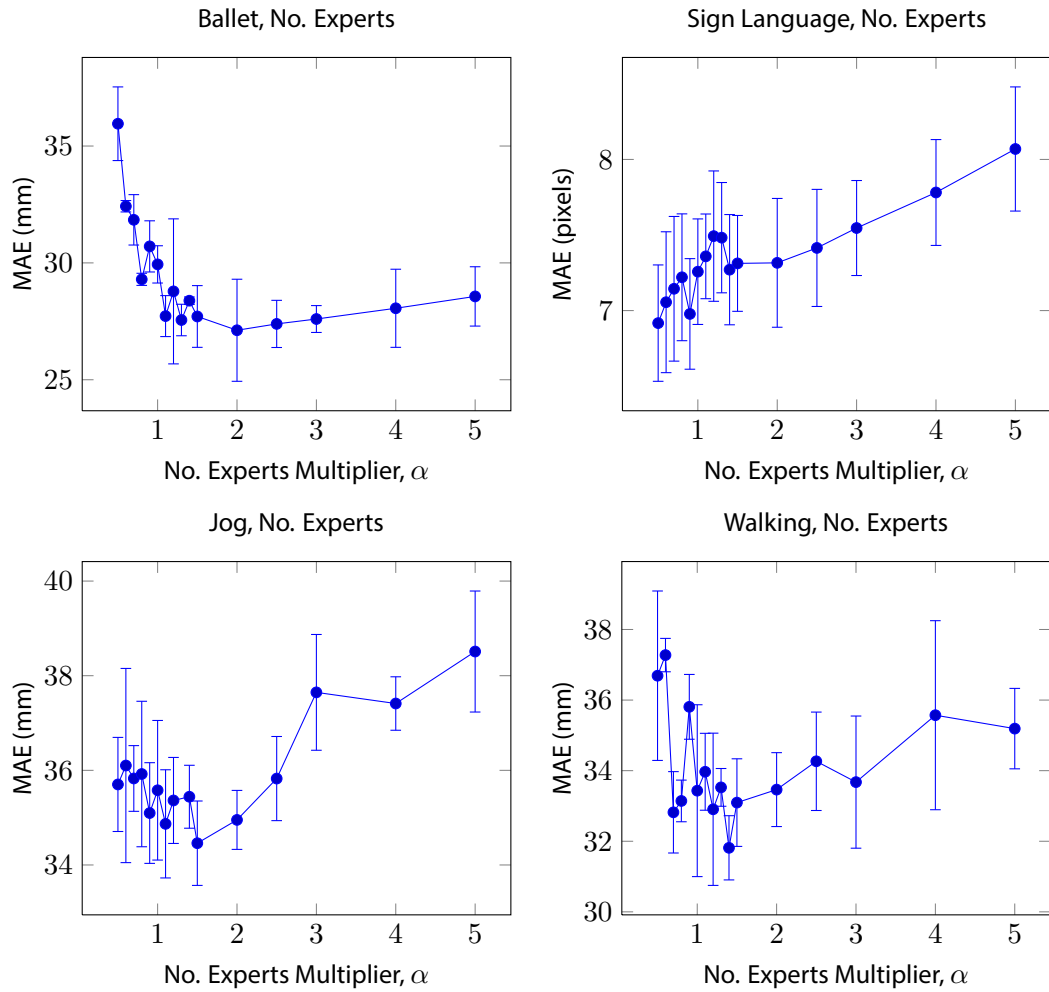 Ballet, No. Experts
35
30
25
MAE (mm)
1 2 3 4 5
No. Experts Multiplier, α
Sign Language, No. Experts
8
7
MAE (pixels)
1 2 3 4 5
No. Experts Multiplier, α
Jog, No. Experts
40
38
36
34
MAE (mm)
1 2 3 4 5
No. Experts Multiplier, α
Walking, No. Experts
38
36
34
32
30
MAE (mm)
1 2 3 4 5
No. Experts Multiplier, α